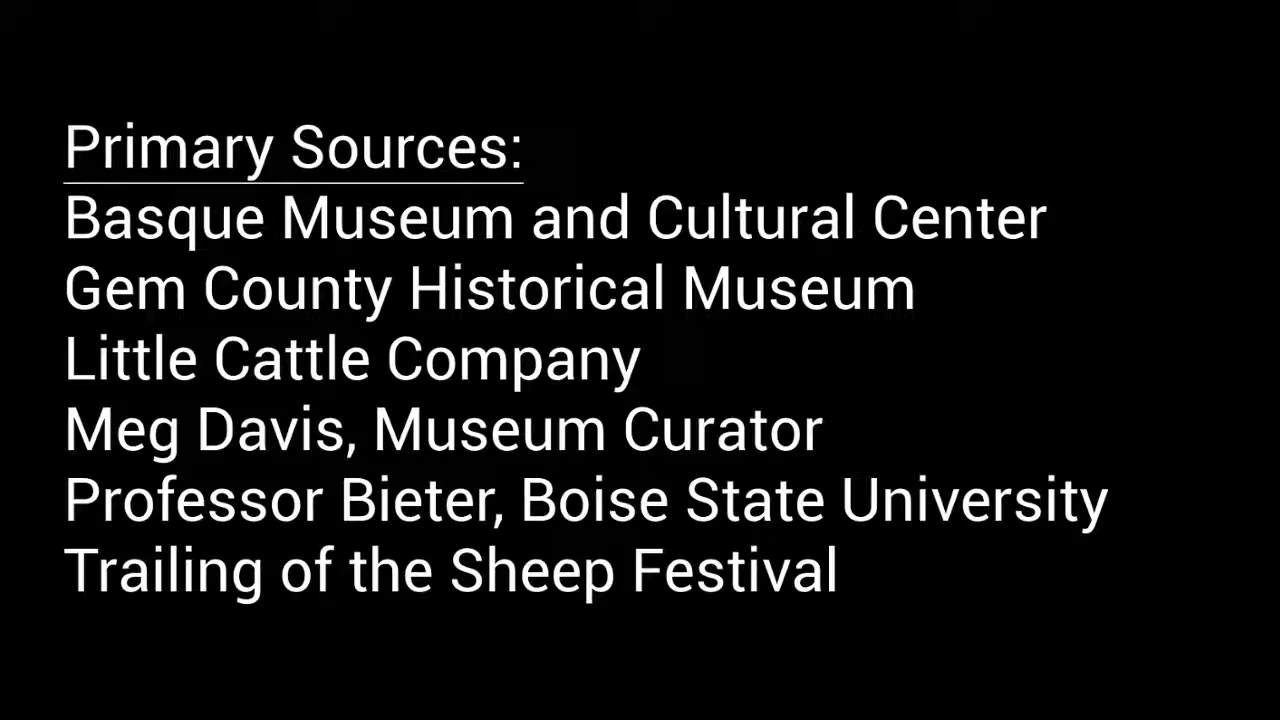 Primary Sources:
Basque Museum and Cultural Center
Gem County Historical Museum
Little Cattle Company
Meg Davis, Museum Curator
Professor Bieter, Boise State University
Trailing of the Sheep Festival